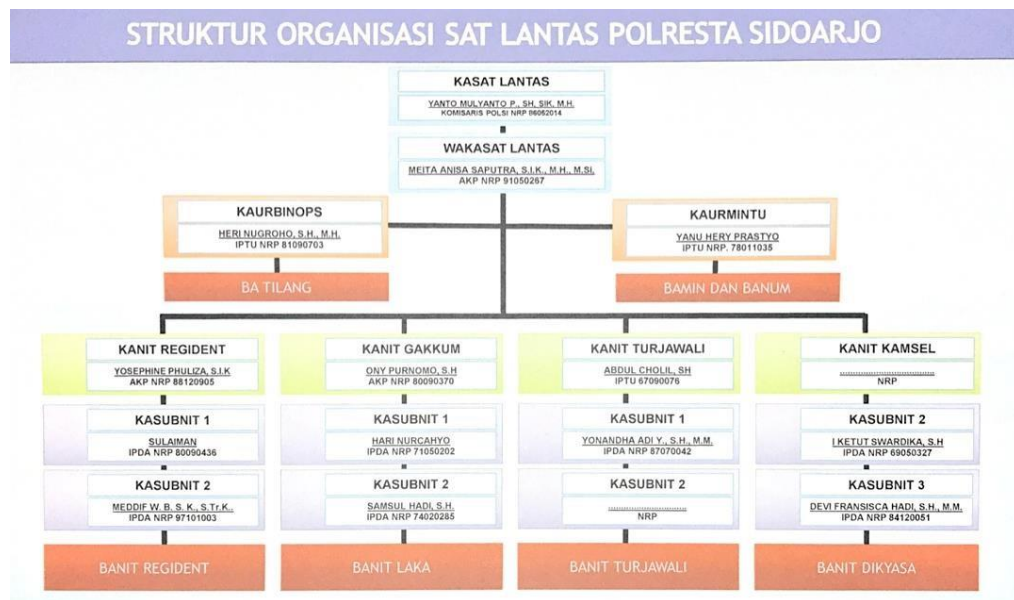 STRUKTUR ORGANISASI SAT LANTAS POLRESTA SIDOARJO
KASAT LANTAS
YANTO MULYANTO P., SH, SIK, M.H.
KOMISARIS POLSI NRP 86062014
WAKASAT LANTAS
MEITA ANISA SAPUTRA, S.I.K., M.H., M.Si.
AKP NRP 91050267
KAURBINOPS
HERI NUGROHO, S.H., M.H.
IPTU NRP 81090703
BA TILANG
KAURMINTU
YANU HERY PRASTYO
IPTU NRP. 78011035
BAMIN DAN BANUM
KANIT REGIDENT
YOSEPHINE PHULIZA, S.I.K
AKP NRP 88120905
KASUBNIT 1
SULAIMAN
IPDA NRP 80090436
KASUBNIT 2
MEDDIF W. B. S. K., S.Tr.K..
IPDA NRP 97101003
BANIT REGIDENT
KANIT GAKKUM
ONY PURNOMO, S.H
AKP NRP 80090370
KASUBNIT 1
HARI NURCAHYO
IPDA NRP 71050202
KASUBNIT 2
SAMSUL HADI, S.H.
IPDA NRP 74020285
BANIT LAKA
KANIT TURJAWALI
ABDUL CHOLIL, SH
IPTU 67090076
KASUBNIT 1
YONANDHA ADI Y., S.H., M.M.
IPDA NRP 87070042
KASUBNIT 2
................................
NRP
BANIT TURJAWALI
KANIT KAMSEL
................................
NRP
KASUBNIT 2
I KETUT SWARDIKA, S.H
IPDA NRP 69050327
KASUBNIT 3
DEVI FRANSISCA HADI, S.H., M.M.
IPDA NRP 84120051
BANIT DIKYASA